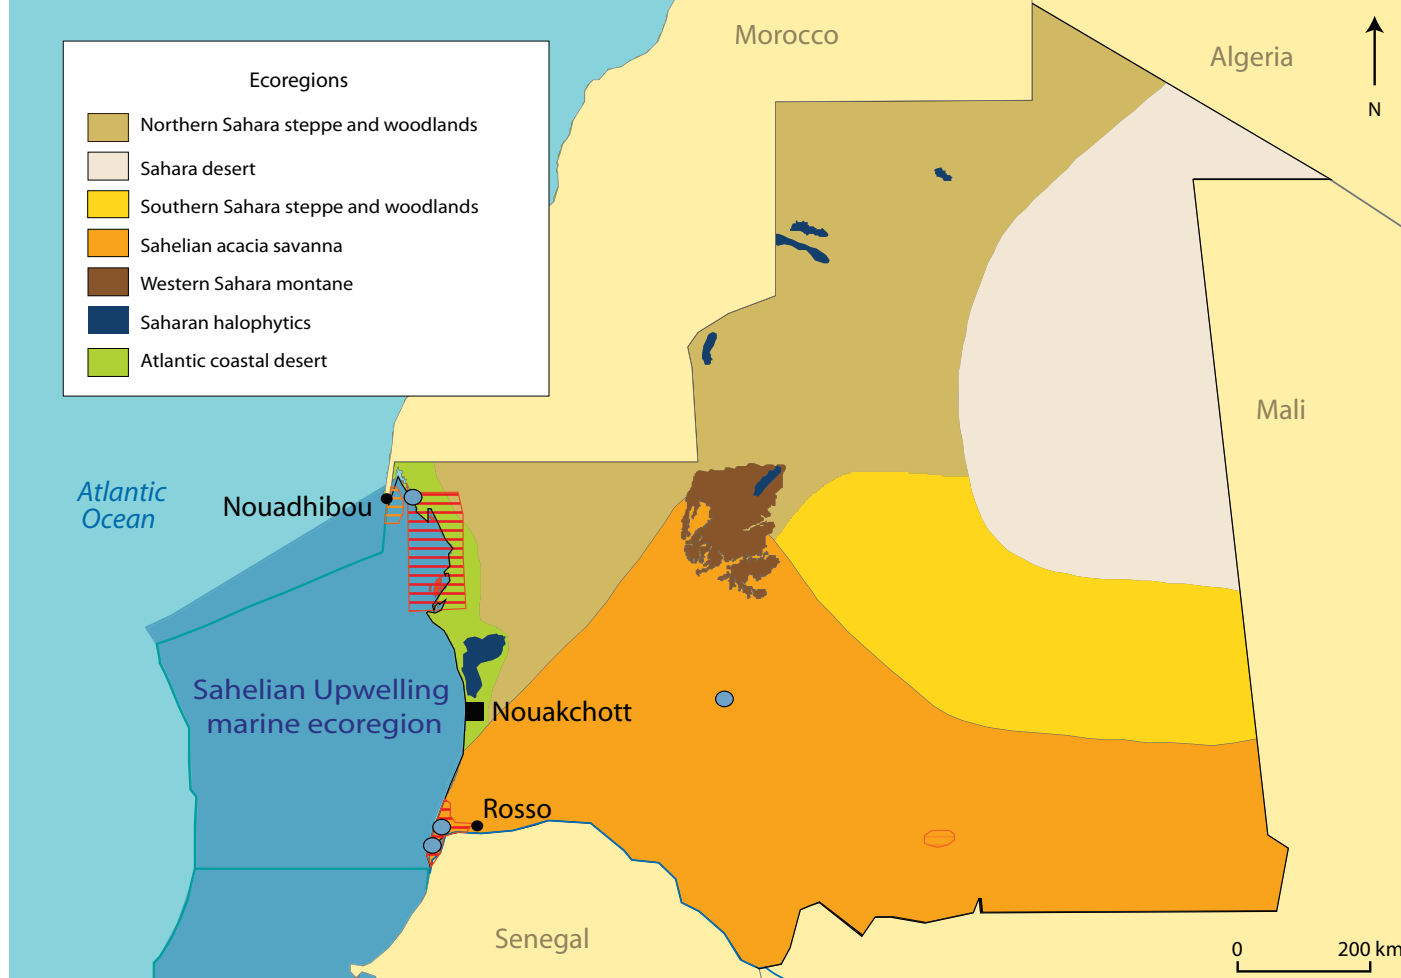 Morocco
Algeria
N
Ecoregions
Northern Sahara steppe and woodlands
Sahara desert
Southern Sahara steppe and woodlands
Sahelian acacia savanna
Western Sahara montane
Saharan halophytics
Atlantic coastal desert
Mali
Atlantic
Ocean
Nouadhibou
Sahelian Upwelling
marine ecoregion
Nouakchott
Rosso
Senegal
0 200 km